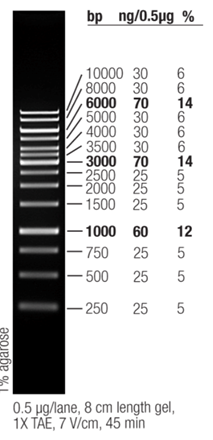 bp ng/0.5µg %
10000 30 6
8000 30 6
6000 70 14
5000 30 6
4000 30 6
3500 30 6
3000 70 14
2500 25 5
2000 25 5
1500 25 5
1000 60 12
750 25 5
500 25 5
250 25 5
1% agarose
0.5 µg/lane, 8 cm length gel,
1X TAE, 7 V/cm, 45 min